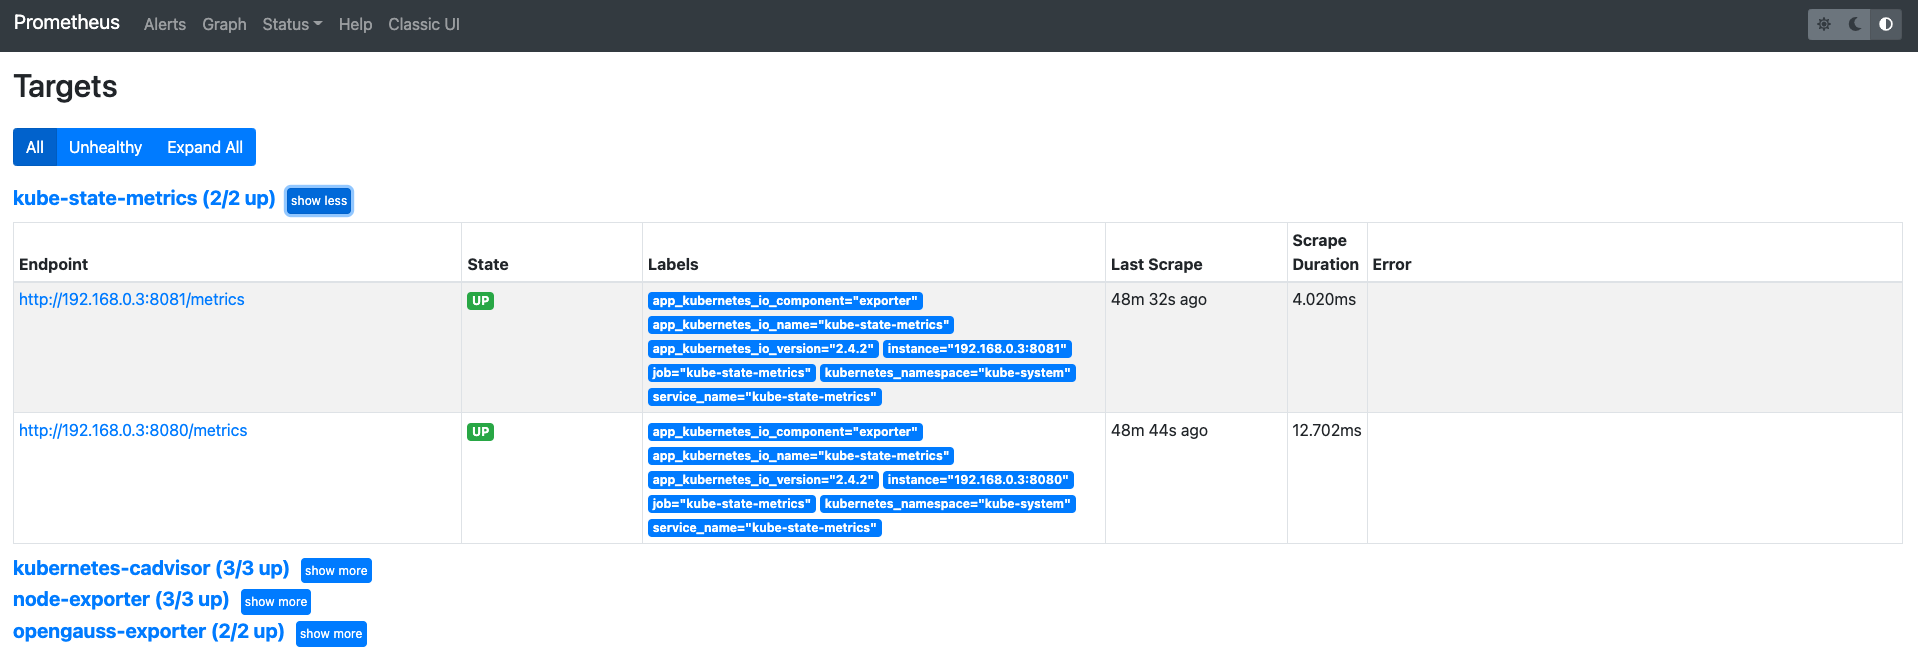 Prometheus Alerts Graph Status Help Classic UI
Targets
All Unhealthy Expand All
kube-state-metrics (2/2 up) show less
Endpoint State Labels Last Scrape Scrape Duration Error
http://192.168.0.3:8081/metrics UP app_kubernetes_io_component="exporter" 48m 32s ago 4.020ms
app_kubernetes_io_name="kube-state-metrics"
app_kubernetes_io_version="2.4.2" instance="192.168.0.3:8081"
job="kube-state-metrics" kubernetes_namespace="kube-system"
service_name="kube-state-metrics"
http://192.168.0.3:8080/metrics UP app_kubernetes_io_component="exporter" 48m 44s ago 12.702ms
app_kubernetes_io_name="kube-state-metrics"
app_kubernetes_io_version="2.4.2" instance="192.168.0.3:8080"
job="kube-state-metrics" kubernetes_namespace="kube-system"
service_name="kube-state-metrics"
kubernetes-cadvisor (3/3 up) show more
node-exporter (3/3 up) show more
opengauss-exporter (2/2 up) show more